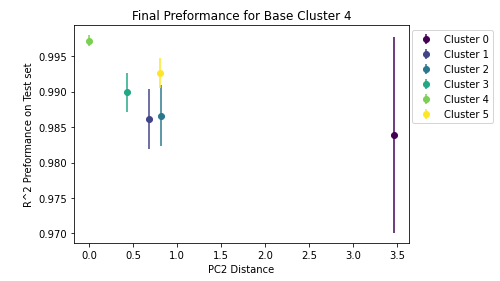 Final Preformance for Base Cluster 4
R^2 Preformance on Test set
0.995
0.990
0.985
0.980
0.975
0.970
0.0 0.5 1.0 1.5 2.0 2.5 3.0 3.5
PC2 Distance
Cluster 0
Cluster 1
Cluster 2
Cluster 3
Cluster 4
Cluster 5